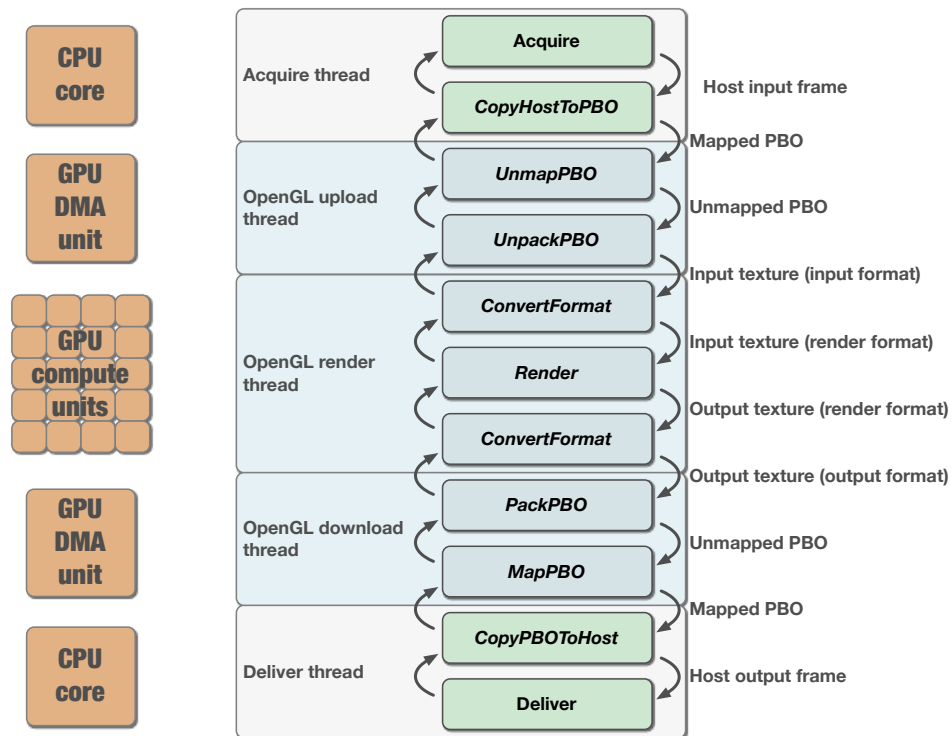 CPU
core
GPU
DMA
unit
GPU
compute
units
GPU
DMA
unit
CPU
core
Acquire thread
OpenGL upload
thread
OpenGL render
thread
OpenGL download
thread
Deliver thread
Acquire
CopyHostToPBO
UnmapPBO
UnpackPBO
ConvertFormat
Render
ConvertFormat
PackPBO
MapPBO
CopyPBOToHost
Deliver
Host input frame
Mapped PBO
Unmapped PBO
Input texture (input format)
Input texture (render format)
Output texture (render format)
Output texture (output format)
Unmapped PBO
Mapped PBO
Host output frame